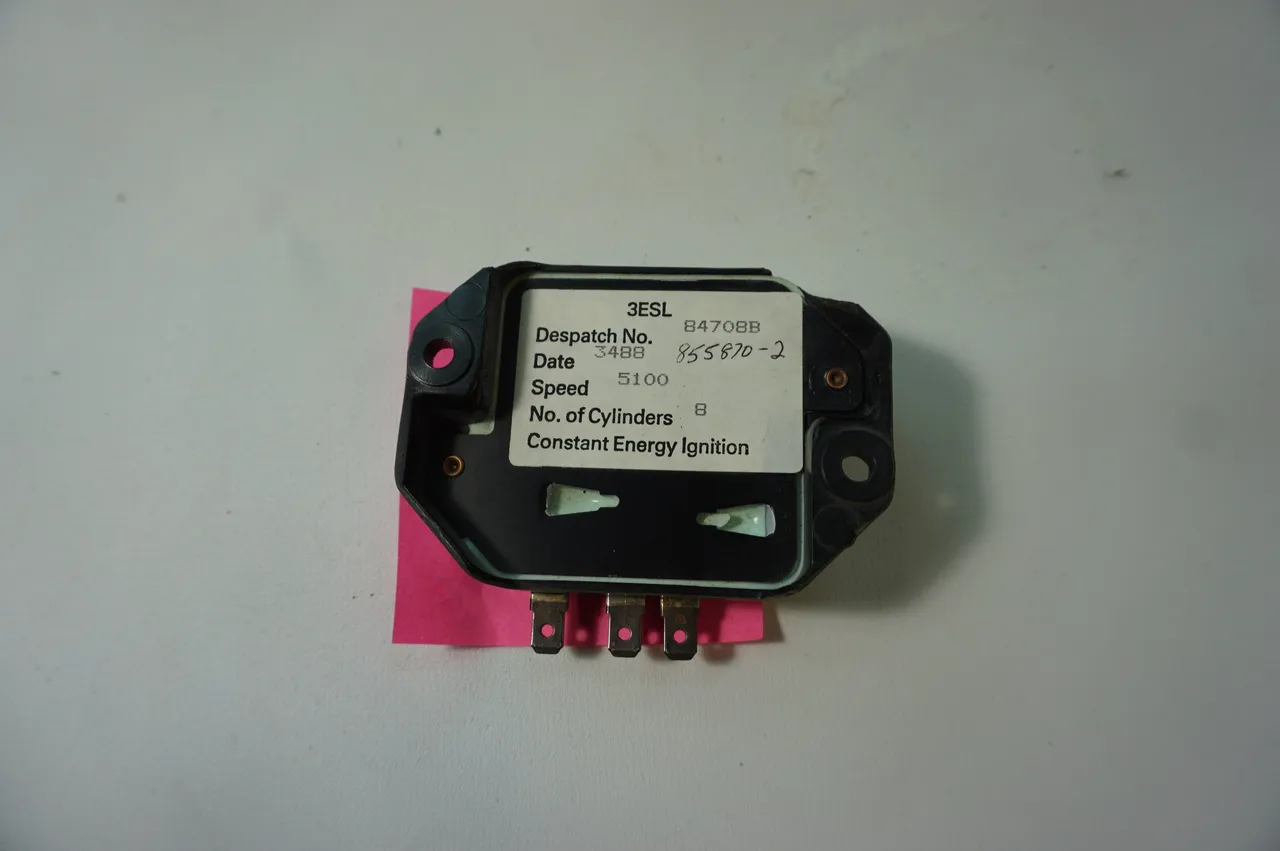 3ESL
Despatch No. 84708B
Date 3488 855870-2
Speed 5100
No. of Cylinders 8
Constant Energy Ignition